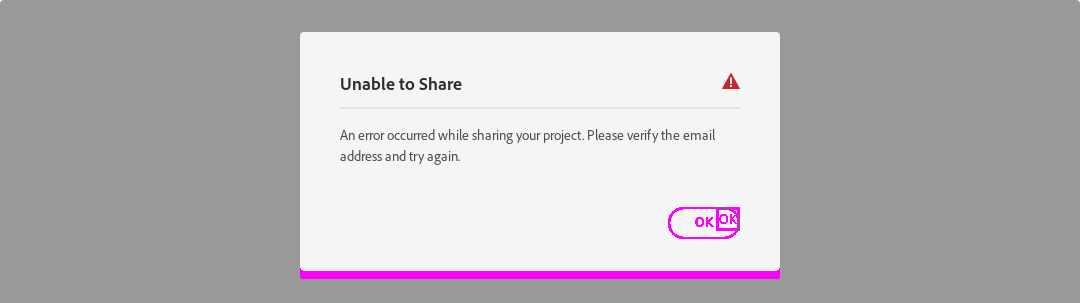 Unable to Share
An error occurred while sharing your project. Please verify the email
address and try again.
OK OK